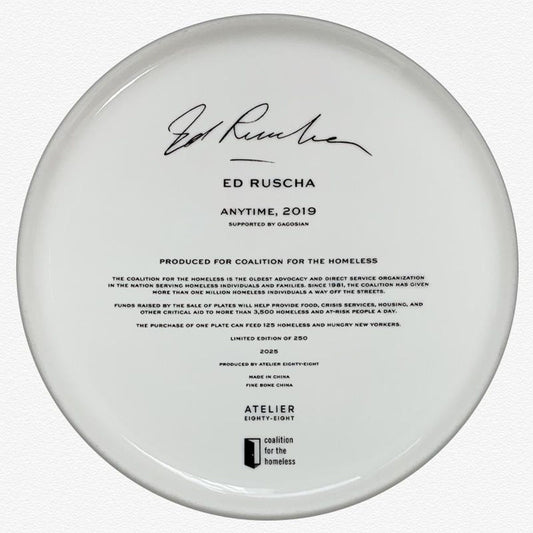 Ed Ruscha
ED RUSCHA
ANYTIME, 2019
SUPPORTED BY GAGOSIAN
PRODUCED FOR COALITION FOR THE HOMELESS
THE COALITION FOR THE HOMELESS IS THE OLDEST ADVOCACY AND DIRECT SERVICE ORGANIZATION
IN THE NATION SERVING HOMELESS INDIVIDUALS AND FAMILIES. SINCE 1981, THE COALITION HAS GIVEN
MORE THAN ONE MILLION HOMELESS INDIVIDUALS A WAY OFF THE STREETS.
FUNDS RAISED BY THE SALE OF PLATES WILL HELP PROVIDE FOOD, CRISIS SERVICES, HOUSING, AND
OTHER CRITICAL AID TO MORE THAN 3,500 HOMELESS AND AT-RISK PEOPLE A DAY.
THE PURCHASE OF ONE PLATE CAN FEED 125 HOMELESS AND HUNGRY NEW YORKERS.
LIMITED EDITION OF 250
2025
PRODUCED BY ATELIER EIGHTY-EIGHT
MADE IN CHINA
FINE BONE CHINA
ATELIER
EIGHTY-EIGHT
coalition
for the
homeless